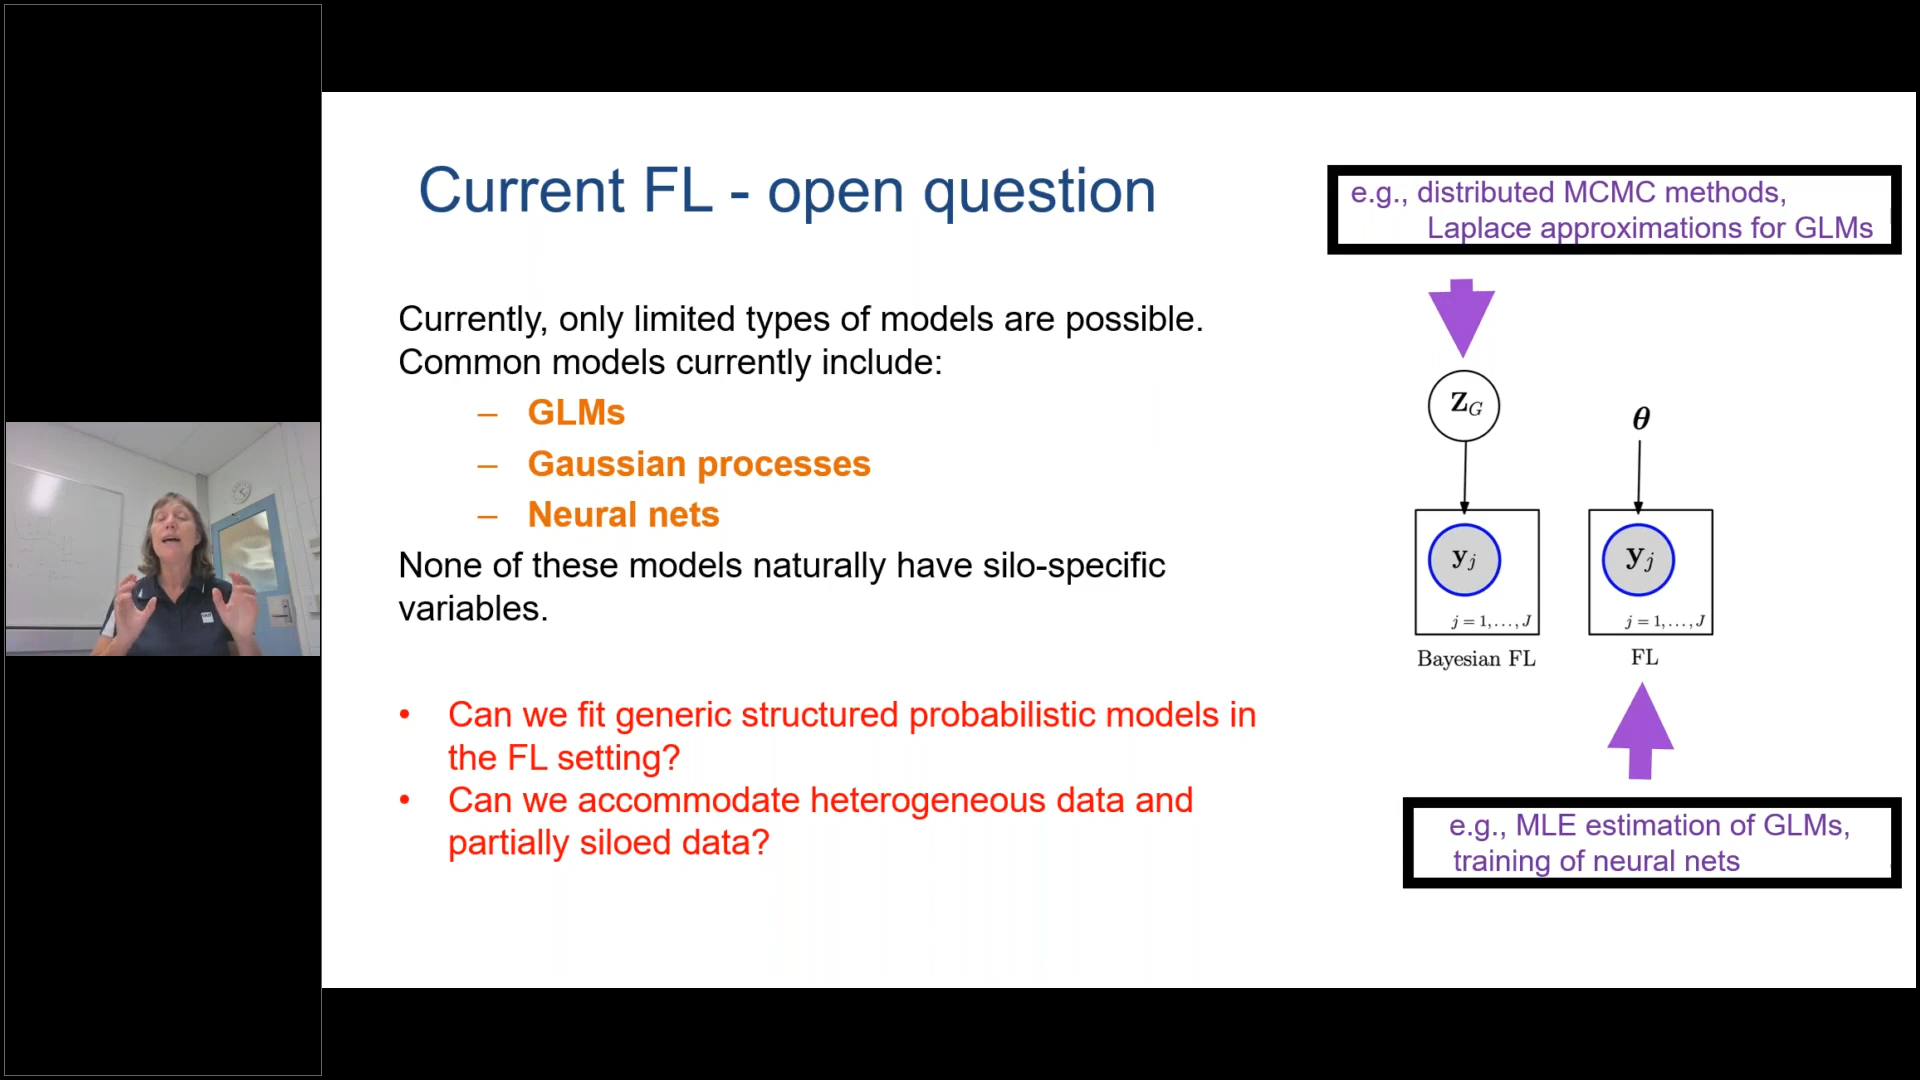 Current FL - open question
Currently, only limited types of models are possible.
Common models currently include:
– GLMs
– Gaussian processes
– Neural nets
None of these models naturally have silo-specific
variables.
• Can we fit generic structured probabilistic models in
the FL setting?
• Can we accommodate heterogeneous data and
partially siloed data?
e.g., distributed MCMC methods,
Laplace approximations for GLMs
Z_G
θ
y_j
y_j
j = 1, . . . , J
j = 1, . . . , J
Bayesian FL
FL
e.g., MLE estimation of GLMs,
training of neural nets